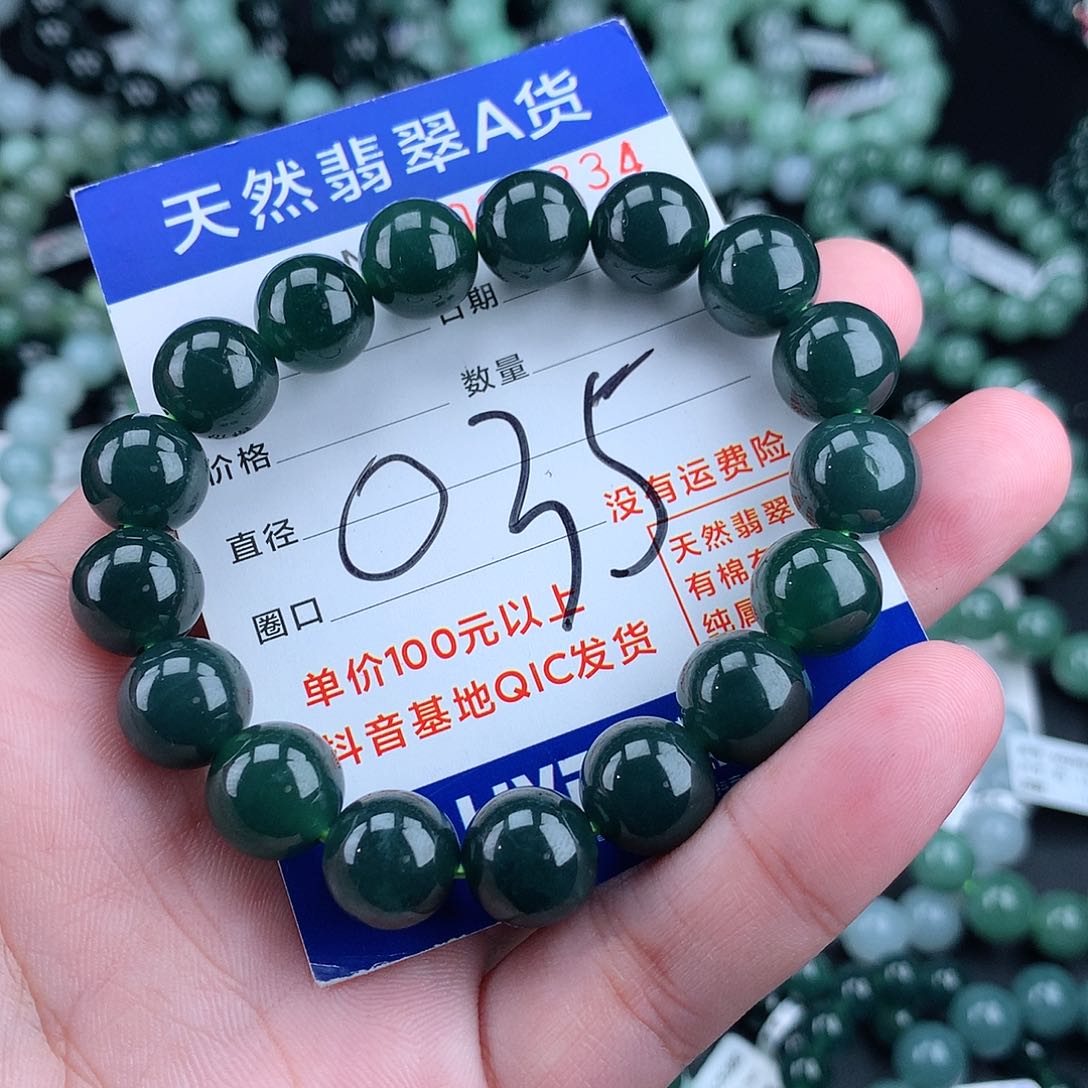 天然翡翠A货
334
日期
数量
价格
035
直径
没有运费险
圈口
天然翡翠
有棉
纯属
单价100元以上
抖音基地QIC发货